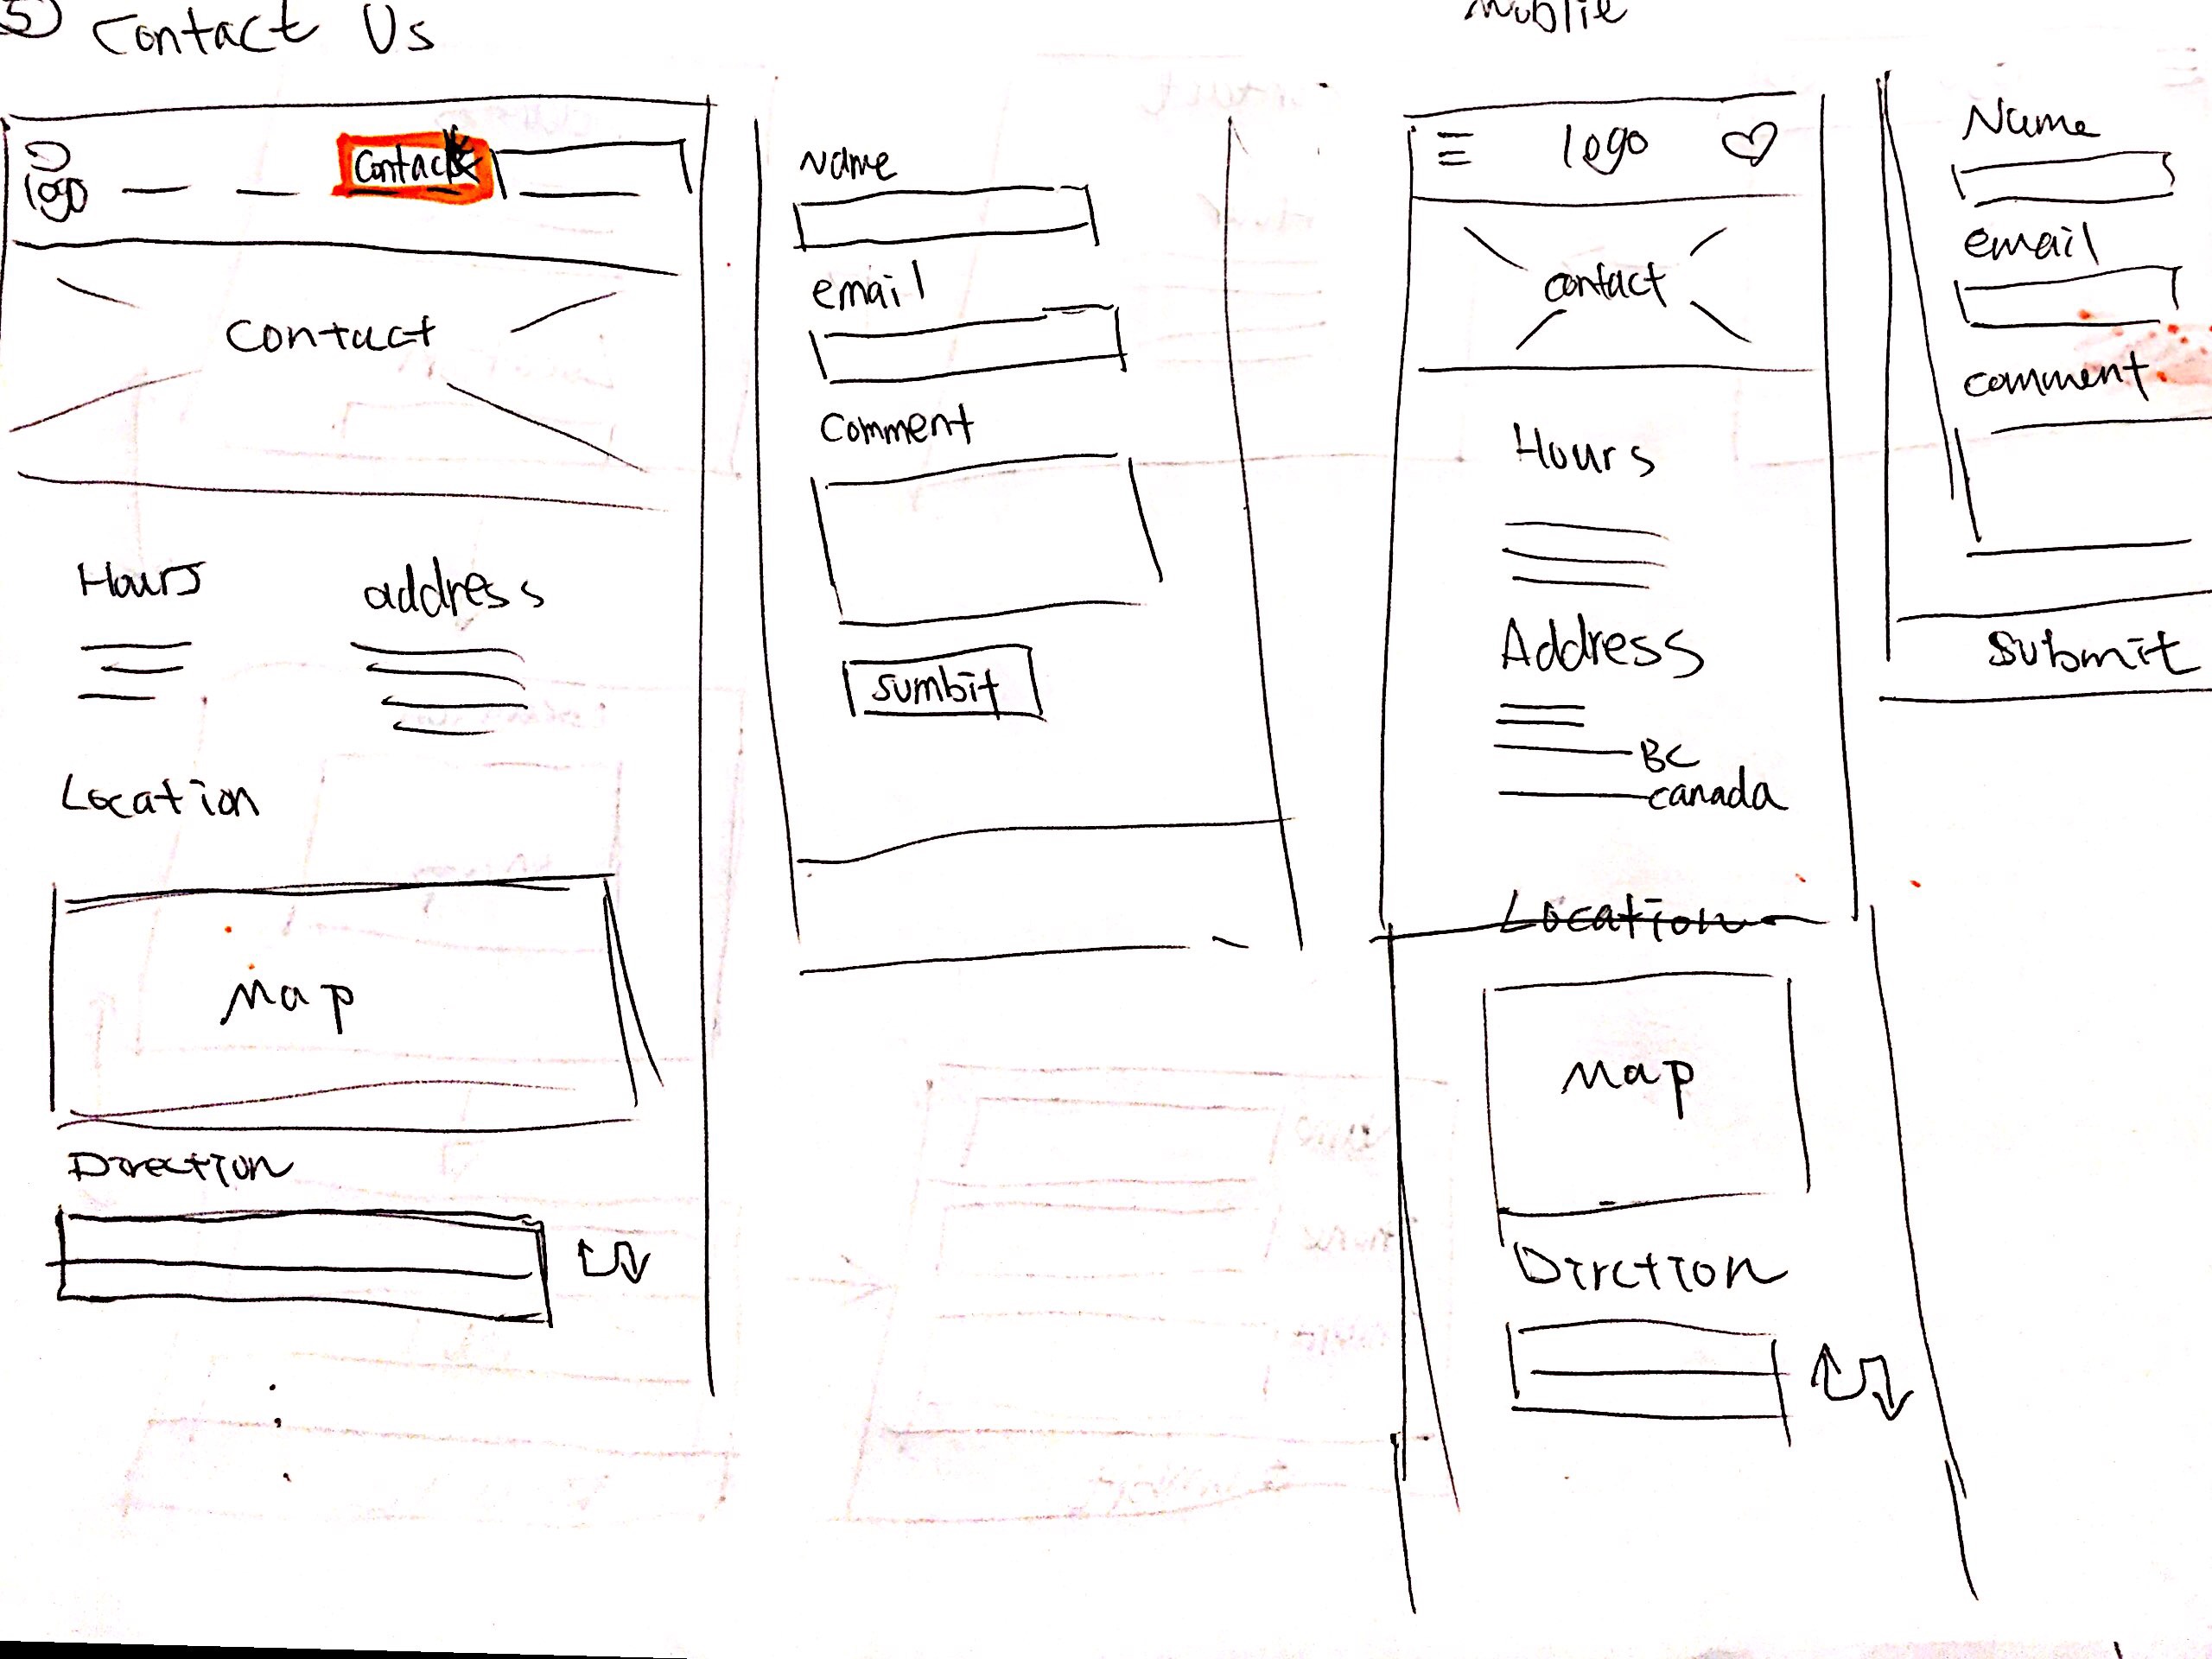 5 Contact Us
logo
Contact
Contact
Hours
address
Location
Map
Direction
Name
email
Comment
sumbit
Moblie
logo
contact
Hours
Address
BC
canada
Location
Map
Dirction
Name
email
comment
Submit